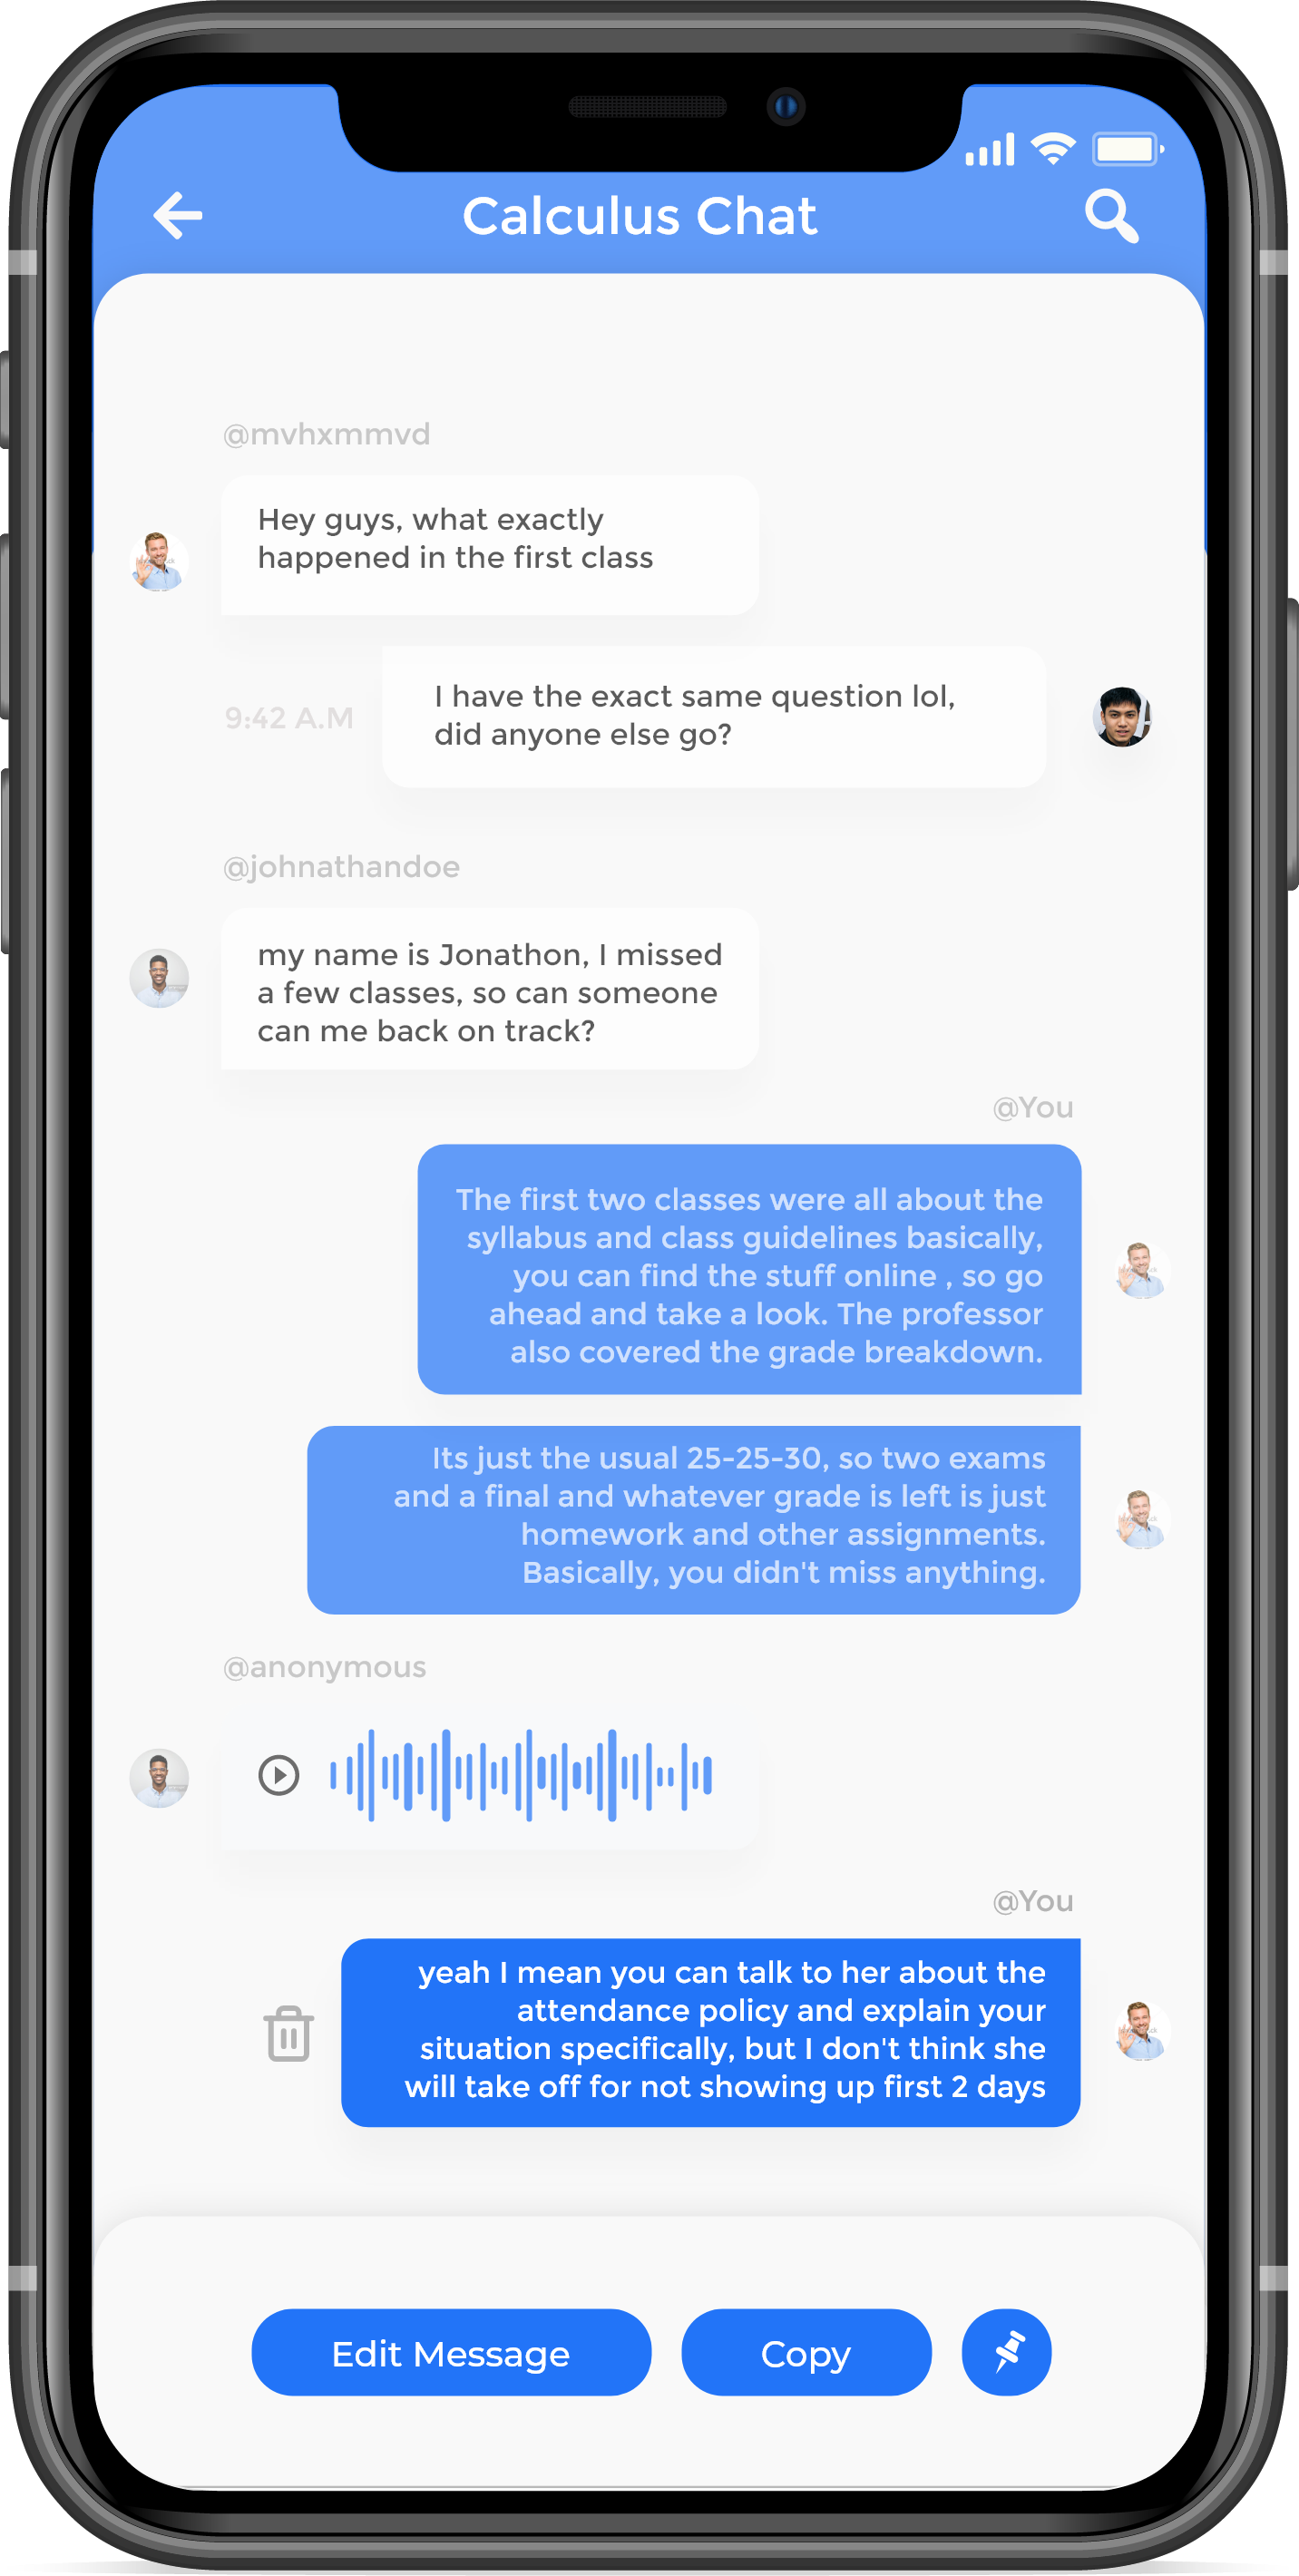 Calculus Chat
@mvhxmmvd
Hey guys, what exactly
happened in the first class
I have the exact same question lol,
did anyone else go?
9:42 A.M
@johnathandoe
my name is Jonathon, I missed
a few classes, so can someone
can me back on track?
@You
The first two classes were all about the
syllabus and class guidelines basically,
you can find the stuff online , so go
ahead and take a look. The professor
also covered the grade breakdown.
Its just the usual 25-25-30, so two exams
and a final and whatever grade is left is just
homework and other assignments.
Basically, you didn't miss anything.
@anonymous
@You
yeah I mean you can talk to her about the
attendance policy and explain your
situation specifically, but I don't think she
will take off for not showing up first 2 days
Edit Message
Copy